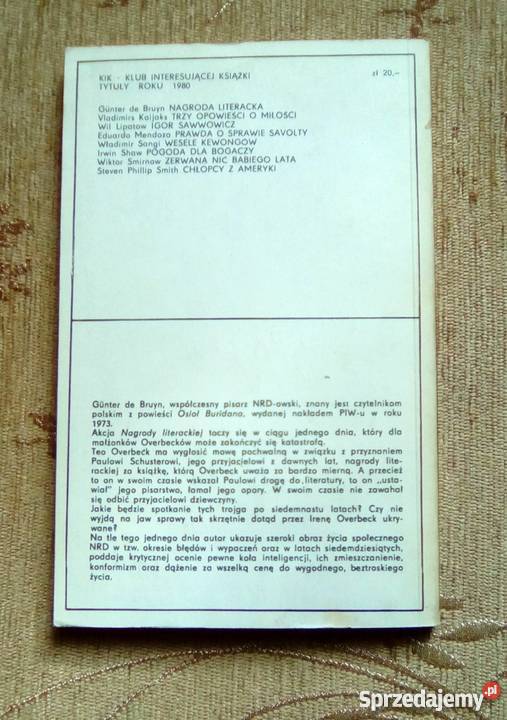 KIK - KLUB INTERESUJĄCEJ KSIĄŻKI
zł 20,-
TYTUŁY ROKU 1980
Günter de Bruyn NAGRODA LITERACKA
Vladimirs Kaijaks TRZY OPOWIEŚCI O MIŁOŚCI
Wil Lipatow IGOR SAWWOWICZ
Eduardo Mendoza PRAWDA O SPRAWIE SAVOLTY
Władimir Sangi WESELE KEWONGÓW
Irwin Shaw POGODA DLA BOGACZY
Wiktor Smirnow ZERWANA NIĆ BABIEGO LATA
Steven Phillip Smith CHŁOPCY Z AMERYKI
Günter de Bruyn, współczesny pisarz NRD-owski, znany jest czytelnikom
polskim z powieści Osioł Buridana, wydanej nakładem PIW-u w roku
1973.
Akcja Nagrody literackiej toczy się w ciągu jednego dnia, który dla
małżonków Overbecków może zakończyć się katastrofą.
Teo Overbeck ma wygłosić mowę pochwalną w związku z przyznaniem
Paulowi Schusterowi, jego przyjacielowi z dawnych lat, nagrody lite-
rackiej za książkę, którą Overbeck uważa za bardzo mierną. A przecież
to on w swoim czasie wskazał Paulowi drogę do literatury, to on „usta-
wiał" jego pisarstwo, łamał jego opory. W swoim czasie nie zawahał
się odbić przyjacielowi dziewczyny.
Jakie będzie spotkanie tych trojga po siedemnastu latach? Czy nie
wyjdą na jaw sprawy tak skrzętnie dotąd przez Irenę Overbeck ukry-
wane?
Na tle tego jednego dnia autor ukazuje szeroki obraz życia społecznego
NRD w tzw. okresie błędów i wypaczeń oraz w latach siedemdziesiątych,
poddaje krytycznej ocenie pewne koła inteligencji, ich zmieszczanienie,
konformizm oraz dążenie za wszelką cenę do wygodnego, beztroskiego
życia.
Sprzedajemy.pl